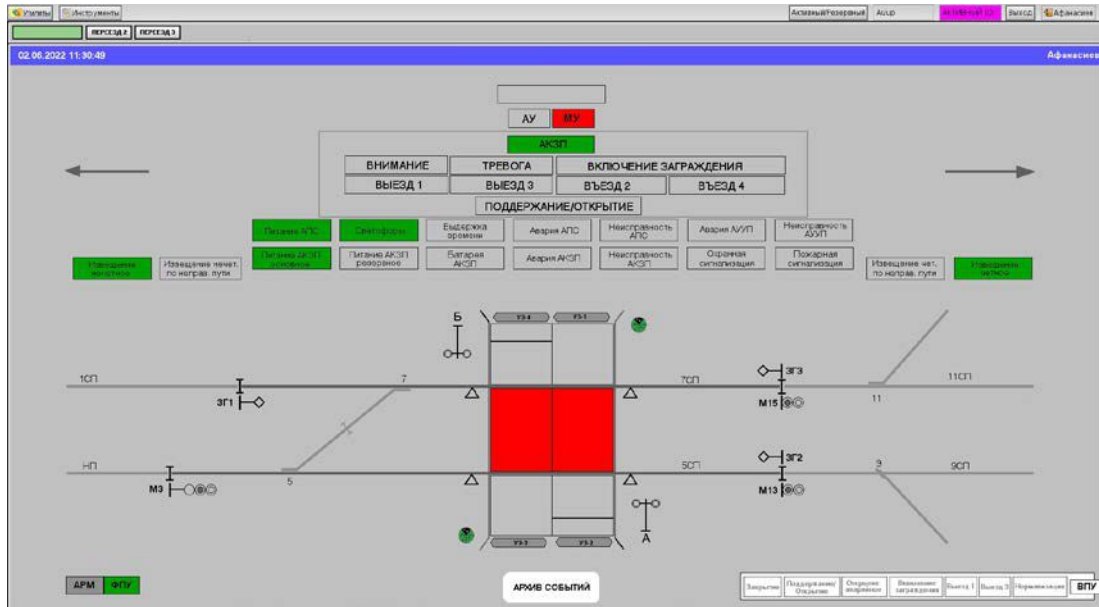 Утилиты Инструменты Активный/Резервный Выход Афанасиев
ПЕРЕЕЗД 2 ПЕРЕЕЗД 3
02.06.2022 11:30:49 Афанасиев
АУ МУ
АКЗП
ВНИМАНИЕ ТРЕВОГА ВКЛЮЧЕНИЕ ЗАГРАЖДЕНИЯ
ВЫЕЗД 1 ВЫЕЗД 3 ВЪЕЗД 2 ВЪЕЗД 4
ПОДДЕРЖАНИЕ/ОТКРЫТИЕ
Питание АПС Светофоры Выдержка времени Авария АПС Неисправность АПС Авария АУУП Неисправность АУУП
Питание АКЗП основное Питание АКЗП резервное Батарея АКЗП Авария АКЗП Неисправность АКЗП Охранная сигнализация Пожарная сигнализация
Извещение нечетное Извещение нечет. по неправ. пути Извещение чет. по неправ. пути Извещение четное
Б УЗ-4 УЗ-1
1СП 7 7СП ЗГ3 11СП
ЗГ1 М15 11
НП 5 5СП ЗГ2 9 9СП
М3 М13
А
УЗ-3 УЗ-2
АРМ ФПУ АРХИВ СОБЫТИЙ Закрытие Поддержание/Открытие Открытие аварийное Включение заграждения Выезд 1 Выезд 3 Нормализация ВПУ